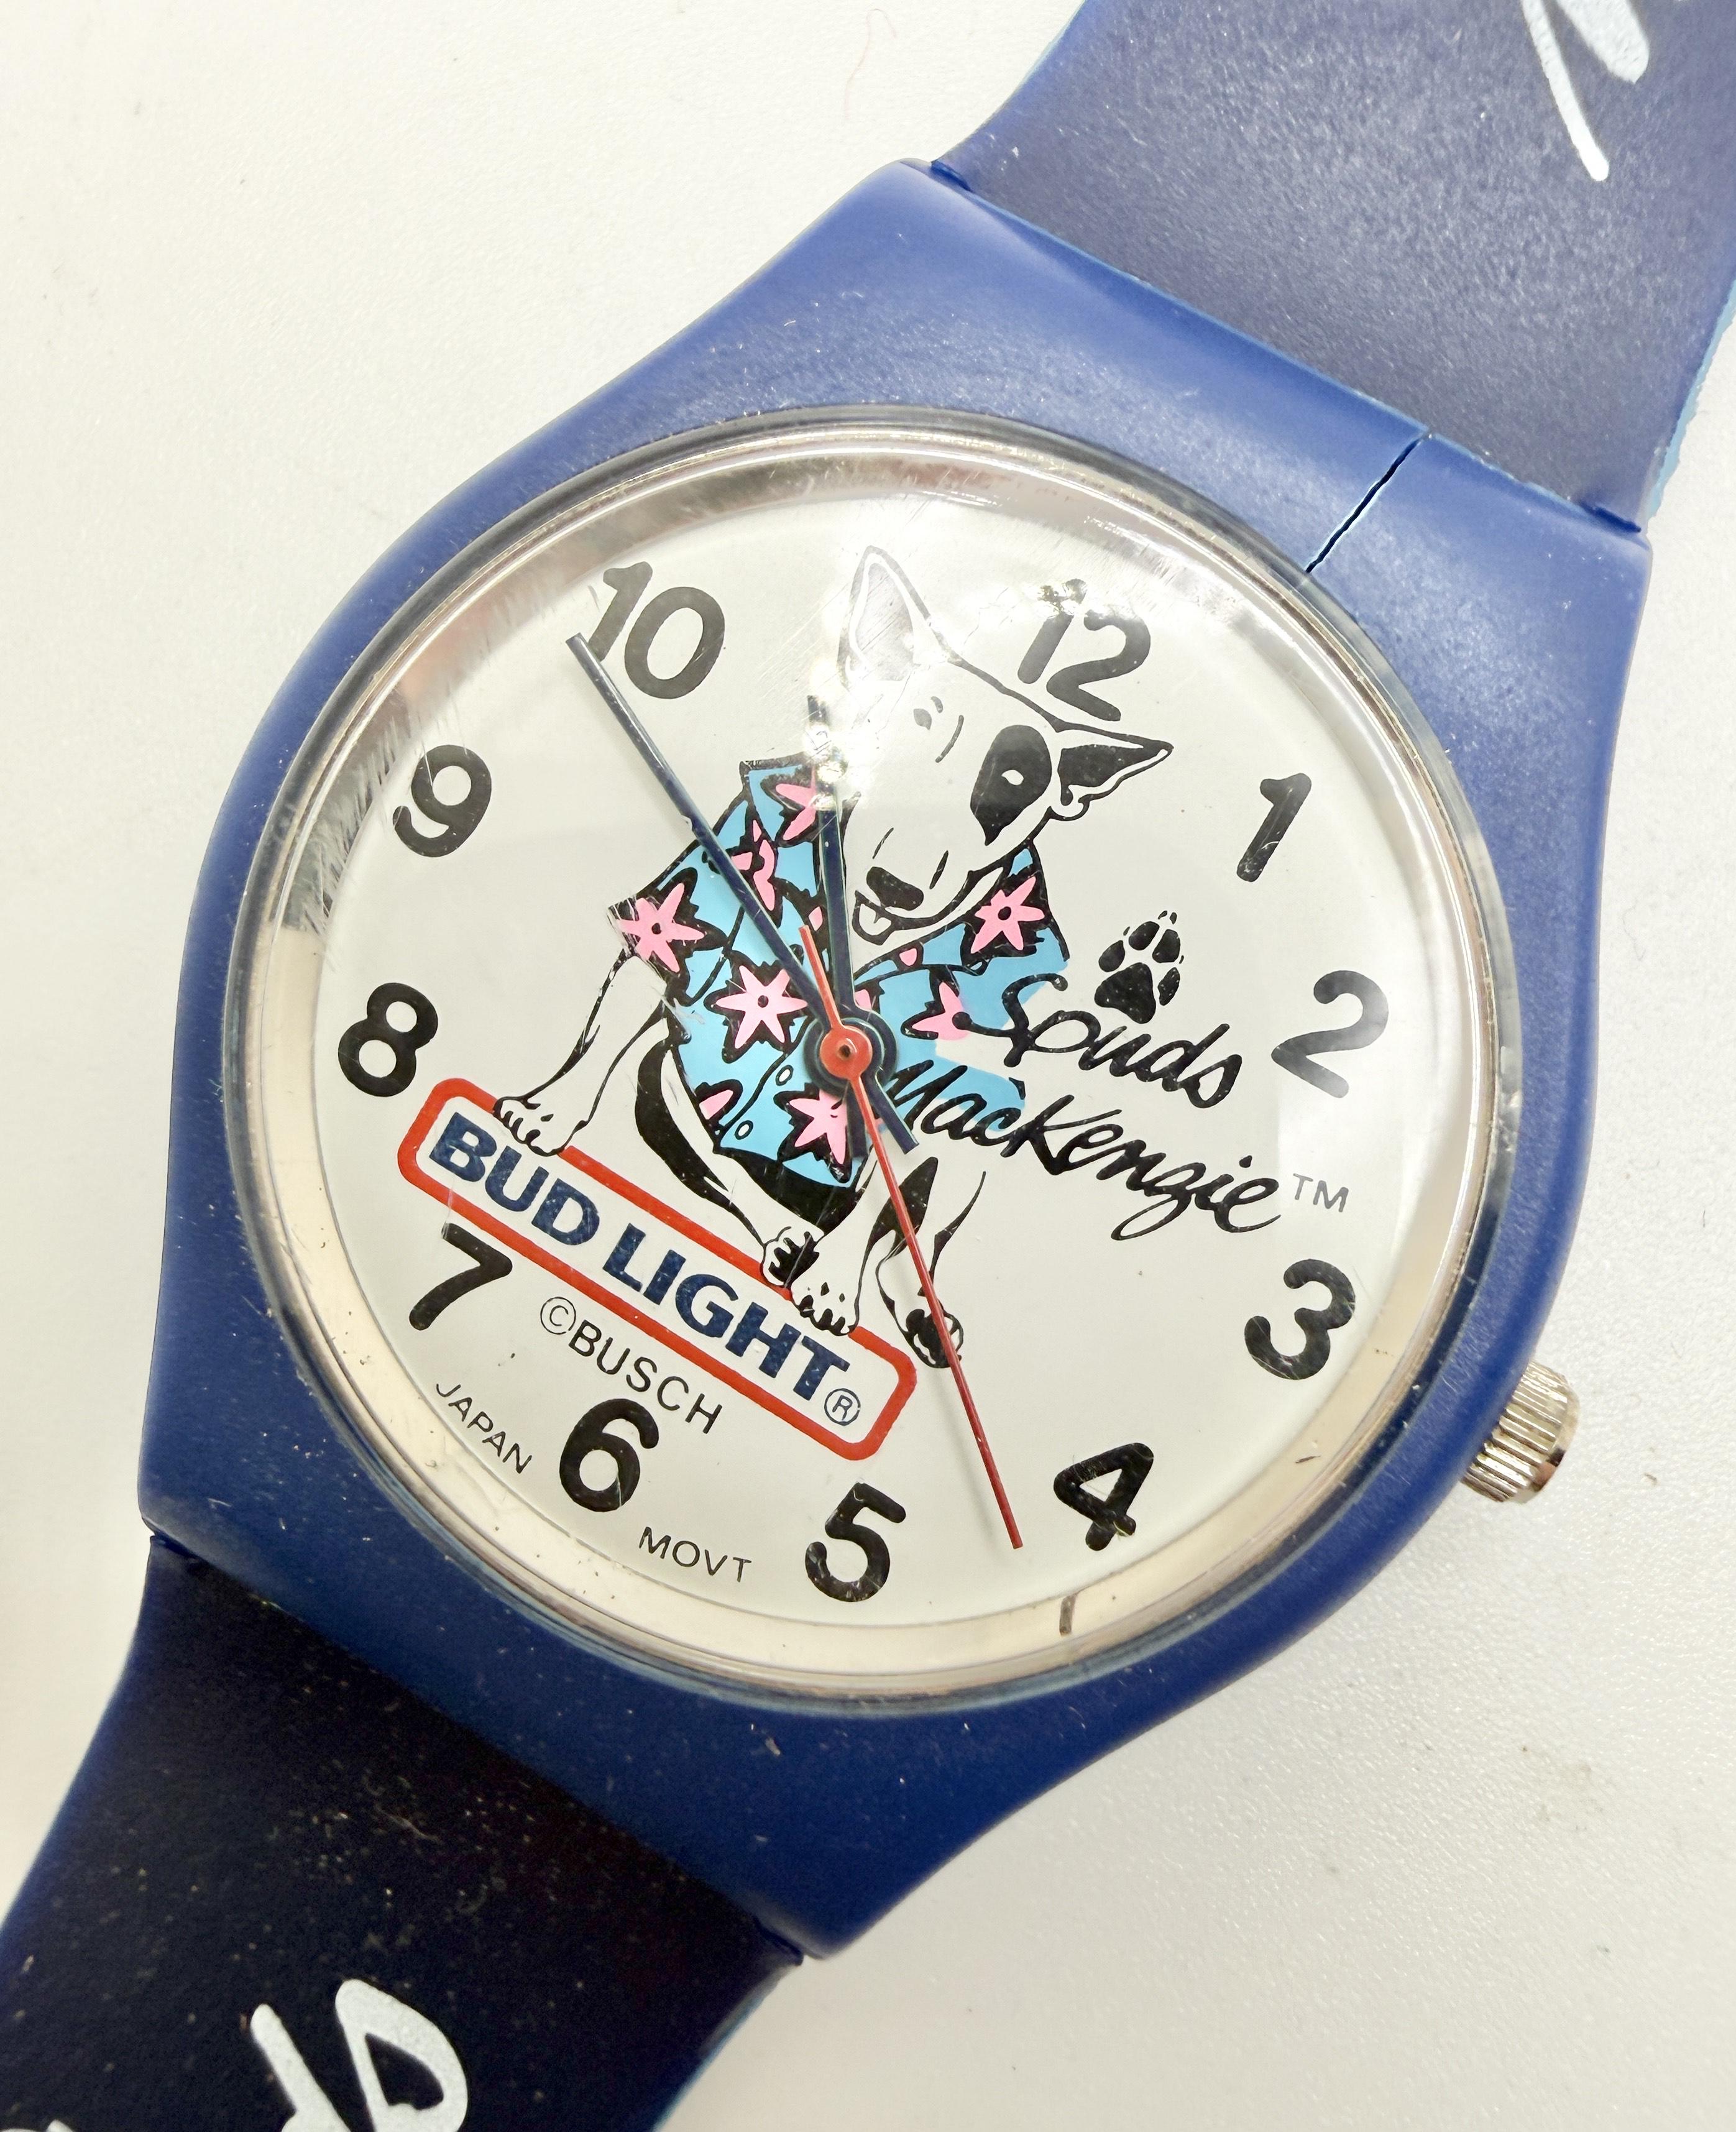 10
12
9
1
8
2
Spuds
MacKenzie™
BUD LIGHT®
7
3
©BUSCH
6
5
4
JAPAN MOVT